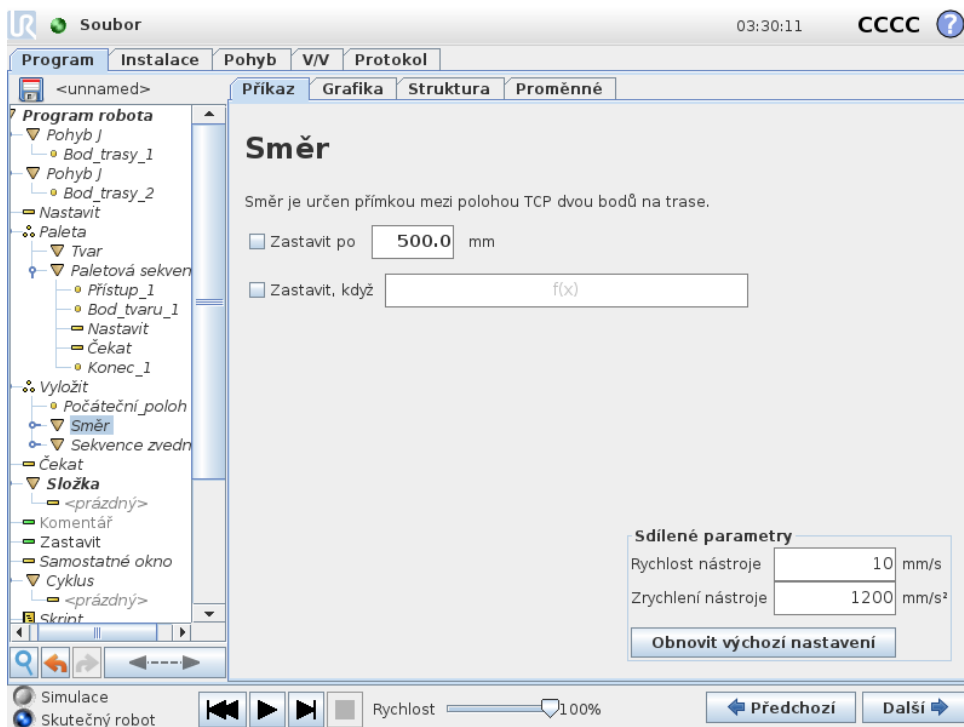 UR Soubor 03:30:11 CCCC ?
Program Instalace Pohyb V/V Protokol
<unnamed> Příkaz Grafika Struktura Proměnné
Program robota
Pohyb J
Bod_trasy_1
Pohyb J
Bod_trasy_2
Nastavit
Paleta
Tvar
Paletová sekven
Přístup_1
Bod_tvaru_1
Nastavit
Čekat
Konec_1
Vyložit
Počáteční_poloh
Směr
Sekvence zvedn
Čekat
Složka
<prázdný>
Komentář
Zastavit
Samostatné okno
Cyklus
<prázdný>
Skript
Směr
Směr je určen přímkou mezi polohou TCP dvou bodů na trase.
Zastavit po 500.0 mm
Zastavit, když f(x)
Sdílené parametry
Rychlost nástroje 10 mm/s
Zrychlení nástroje 1200 mm/s²
Obnovit výchozí nastavení
Simulace
Skutečný robot
Rychlost 100%
Předchozí Další